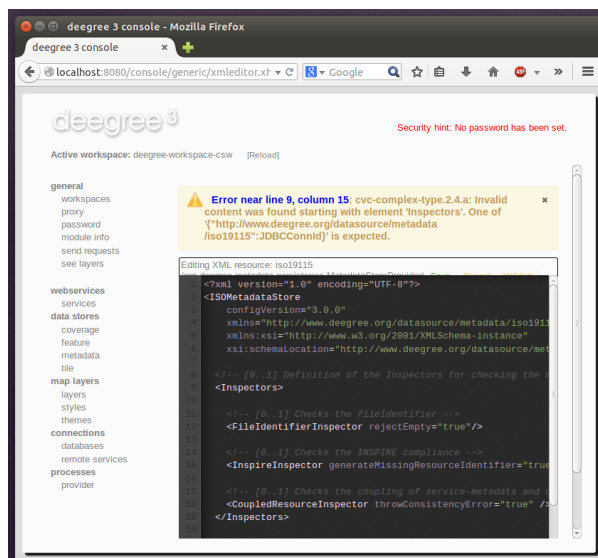 deegree 3 console - Mozilla Firefox
deegree 3 console × +
localhost:8080/console/generic/xmleditor.xh Google ABP » ≡
deegree 3
Security hint: No password has been set.
Active workspace: deegree-workspace-csw [Reload]
general
workspaces
proxy
password
module info
send requests
see layers
webservices
services
data stores
coverage
feature
metadata
tile
map layers
layers
styles
themes
connections
databases
remote services
processes
provider
Error near line 9, column 15: cvc-complex-type.2.4.a: Invalid ×
content was found starting with element 'Inspectors'. One of
'{"http://www.deegree.org/datasource/metadata
/iso19115":JDBCConnId}' is expected.
Editing XML resource: iso19115
1 <?xml version="1.0" encoding="UTF-8"?>
2 <ISOMetadataStore
3 configVersion="3.0.0"
4 xmlns="http://www.deegree.org/datasource/metadata/iso1911
5 xmlns:xsi="http://www.w3.org/2001/XMLSchema-instance"
6 xsi:schemaLocation="http://www.deegree.org/datasource/met
7
8 <!-- [0..1] Definition of the Inspectors for checking the m
9 <Inspectors>
10
11 <!-- [0..1] Checks the fileIdentifier -->
12 <FileIdentifierInspector rejectEmpty="true"/>
13
14 <!-- [0..1] Checks the INSPIRE compliance -->
15 <InspireInspector generateMissingResourceIdentifier="true
16
17 <!-- [0..1] Checks the coupling of service-metadata and d
18 <CoupledResourceInspector throwConsistencyError="true" />
19 </Inspectors>
20